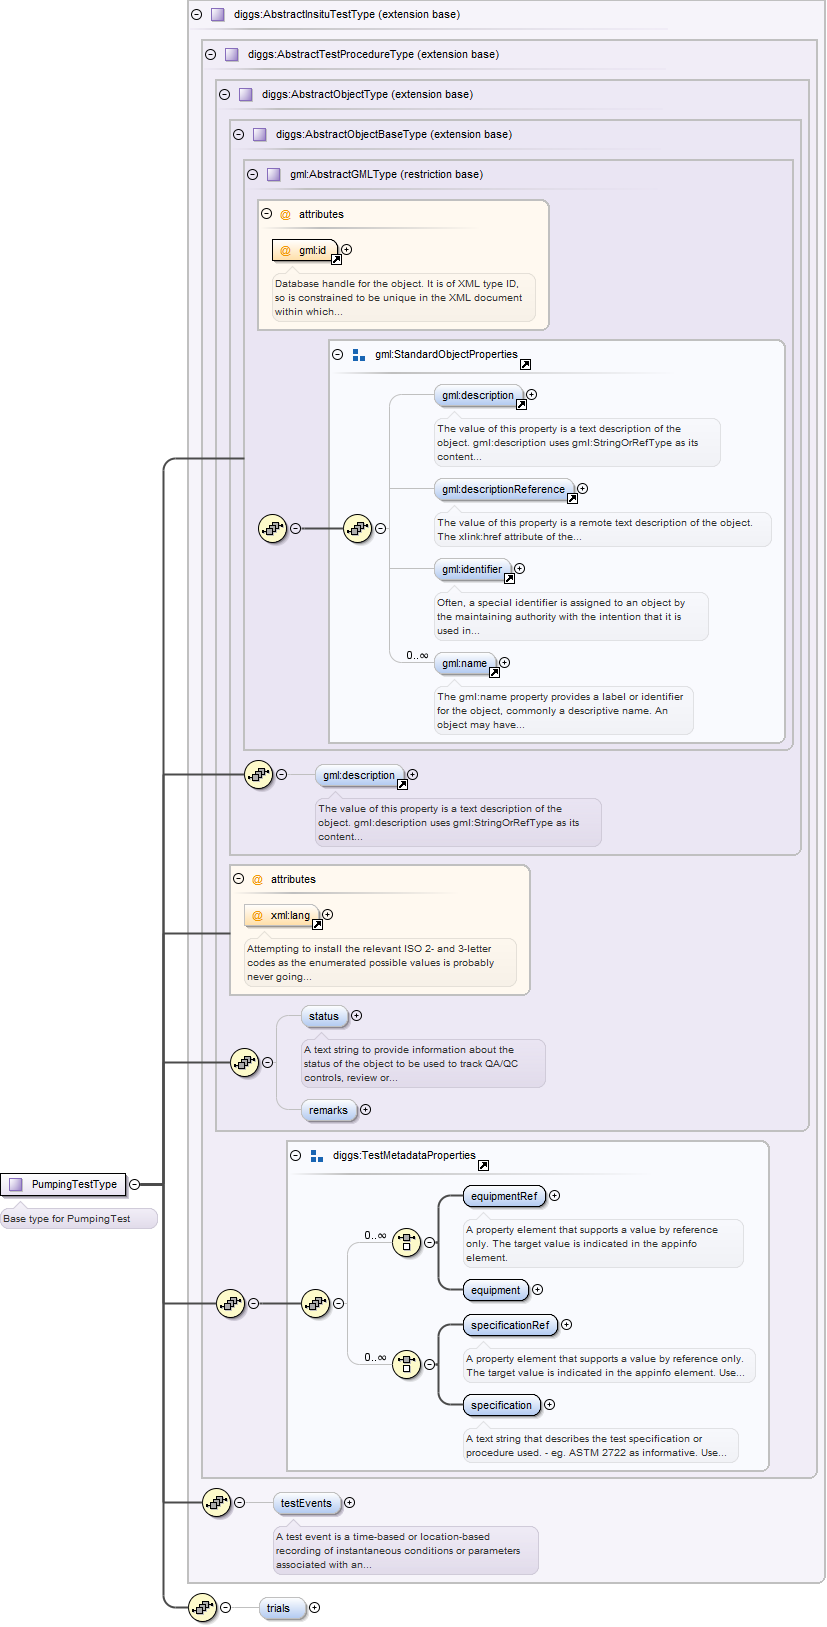 diggs:AbstractInsituTestType (extension base)
diggs:AbstractTestProcedureType (extension base)
diggs:AbstractObjectType (extension base)
diggs:AbstractObjectBaseType (extension base)
gml:AbstractGMLType (restriction base)
@ attributes
@ gml:id
Database handle for the object. It is of XML type ID,
so is constrained to be unique in the XML document
within which...
gml:StandardObjectProperties
gml:description
The value of this property is a text description of the
object. gml:description uses gml:StringOrRefType as its
content...
gml:descriptionReference
The value of this property is a remote text description of the object.
The xlink:href attribute of the...
gml:identifier
Often, a special identifier is assigned to an object by
the maintaining authority with the intention that it is
used in...
0..∞
gml:name
The gml:name property provides a label or identifier
for the object, commonly a descriptive name. An
object may have...
gml:description
The value of this property is a text description of the
object. gml:description uses gml:StringOrRefType as its
content...
@ attributes
@ xml:lang
Attempting to install the relevant ISO 2- and 3-letter
codes as the enumerated possible values is probably
never going...
status
A text string to provide information about the
status of the object to be used to track QA/QC
controls, review or...
remarks
diggs:TestMetadataProperties
PumpingTestType
Base type for PumpingTest
0..∞
equipmentRef
A property element that supports a value by reference
only. The target value is indicated in the appinfo
element.
equipment
0..∞
specificationRef
A property element that supports a value by reference only.
The target value is indicated in the appinfo element. Use...
specification
A text string that describes the test specification or
procedure used. - eg. ASTM 2722 as informative. Use...
testEvents
A test event is a time-based or location-based
recording of instantaneous conditions or parameters
associated with an...
trials